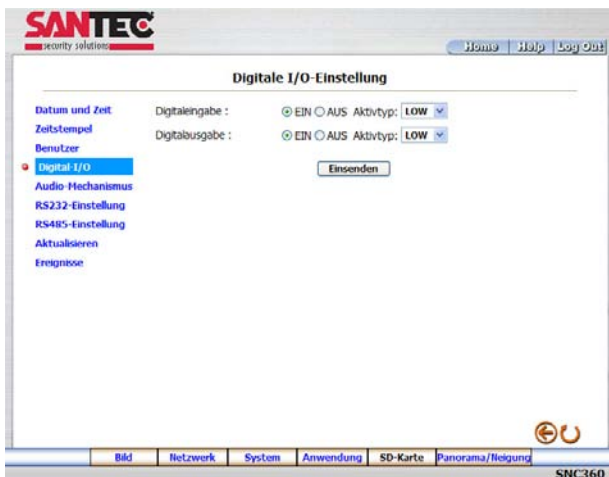 SANTEC
security solutions
Home Help Log Out
Digitale I/O-Einstellung
Datum und Zeit
Zeitstempel
Benutzer
Digital-I/O
Audio-Mechanismus
RS232-Einstellung
RS485-Einstellung
Aktualisieren
Ereignisse
Digitaleingabe : EIN AUS Aktivtyp: LOW
Digitalausgabe : EIN AUS Aktivtyp: LOW
Einsenden
Bild Netzwerk System Anwendung SD-Karte Panorama/Neigung
SNC360